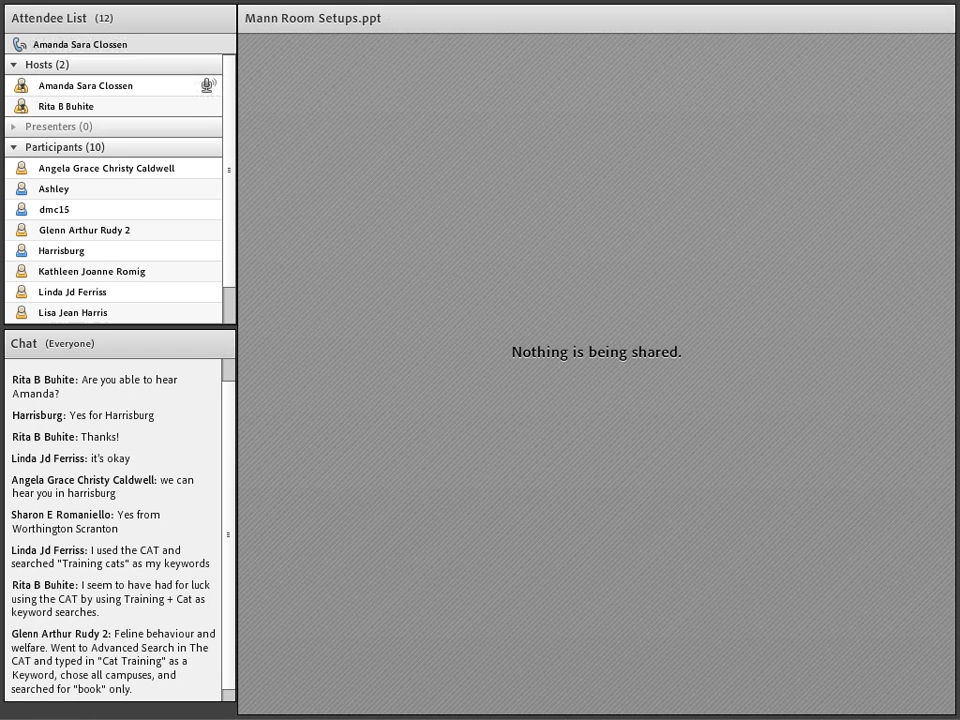 Attendee List (12)
Amanda Sara Clossen
Hosts (2)
Amanda Sara Clossen
Rita B Buhite
Presenters (0)
Participants (10)
Angela Grace Christy Caldwell
Ashley
dmc15
Glenn Arthur Rudy 2
Harrisburg
Kathleen Joanne Romig
Linda Jd Ferriss
Lisa Jean Harris
Chat (Everyone)
Rita B Buhite: Are you able to hear
Amanda?
Harrisburg: Yes for Harrisburg
Rita B Buhite: Thanks!
Linda Jd Ferriss: it's okay
Angela Grace Christy Caldwell: we can
hear you in harrisburg
Sharon E Romaniello: Yes from
Worthington Scranton
Linda Jd Ferriss: I used the CAT and
searched "Training cats" as my keywords
Rita B Buhite: I seem to have had for luck
using the CAT by using Training + Cat as
keyword searches.
Glenn Arthur Rudy 2: Feline behaviour and
welfare. Went to Advanced Search in The
CAT and typed in "Cat Training" as a
Keyword, chose all campuses, and
searched for "book" only.
Mann Room Setups.ppt
Nothing is being shared.